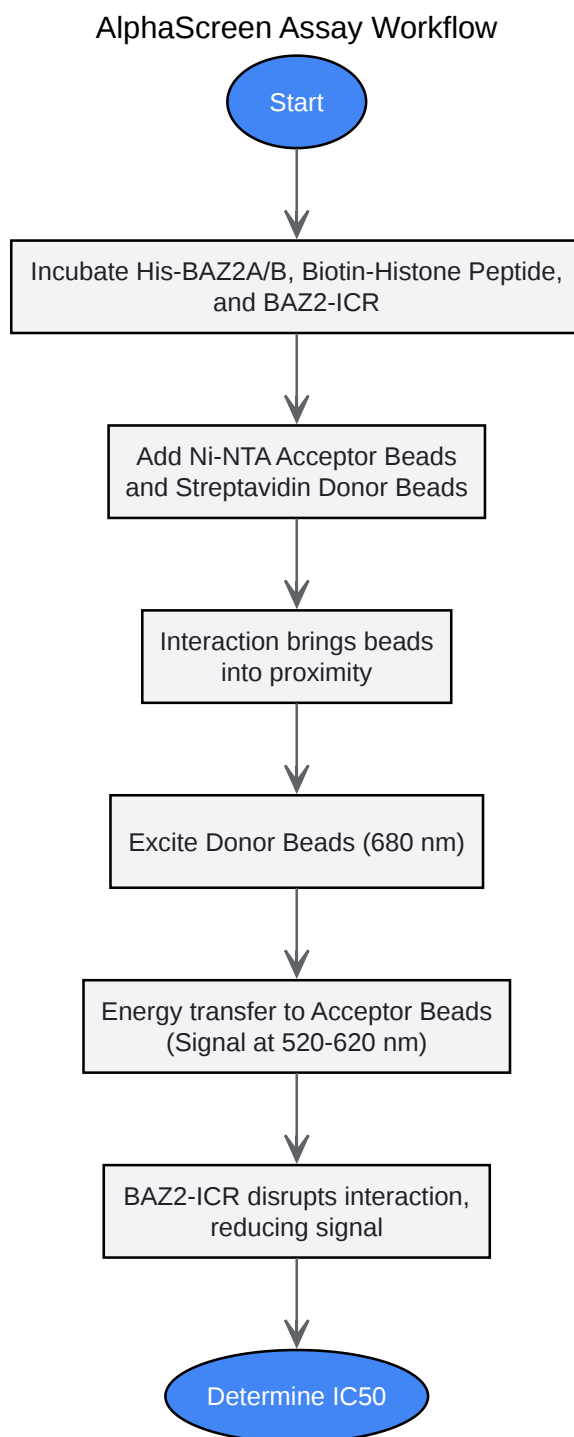 AlphaScreen Assay Workflow
Start
Incubate His-BAZ2A/B, Biotin-Histone Peptide,
and BAZ2-ICR
Add Ni-NTA Acceptor Beads
and Streptavidin Donor Beads
Interaction brings beads
into proximity
Excite Donor Beads (680 nm)
Energy transfer to Acceptor Beads
(Signal at 520-620 nm)
BAZ2-ICR disrupts interaction,
reducing signal
Determine IC50